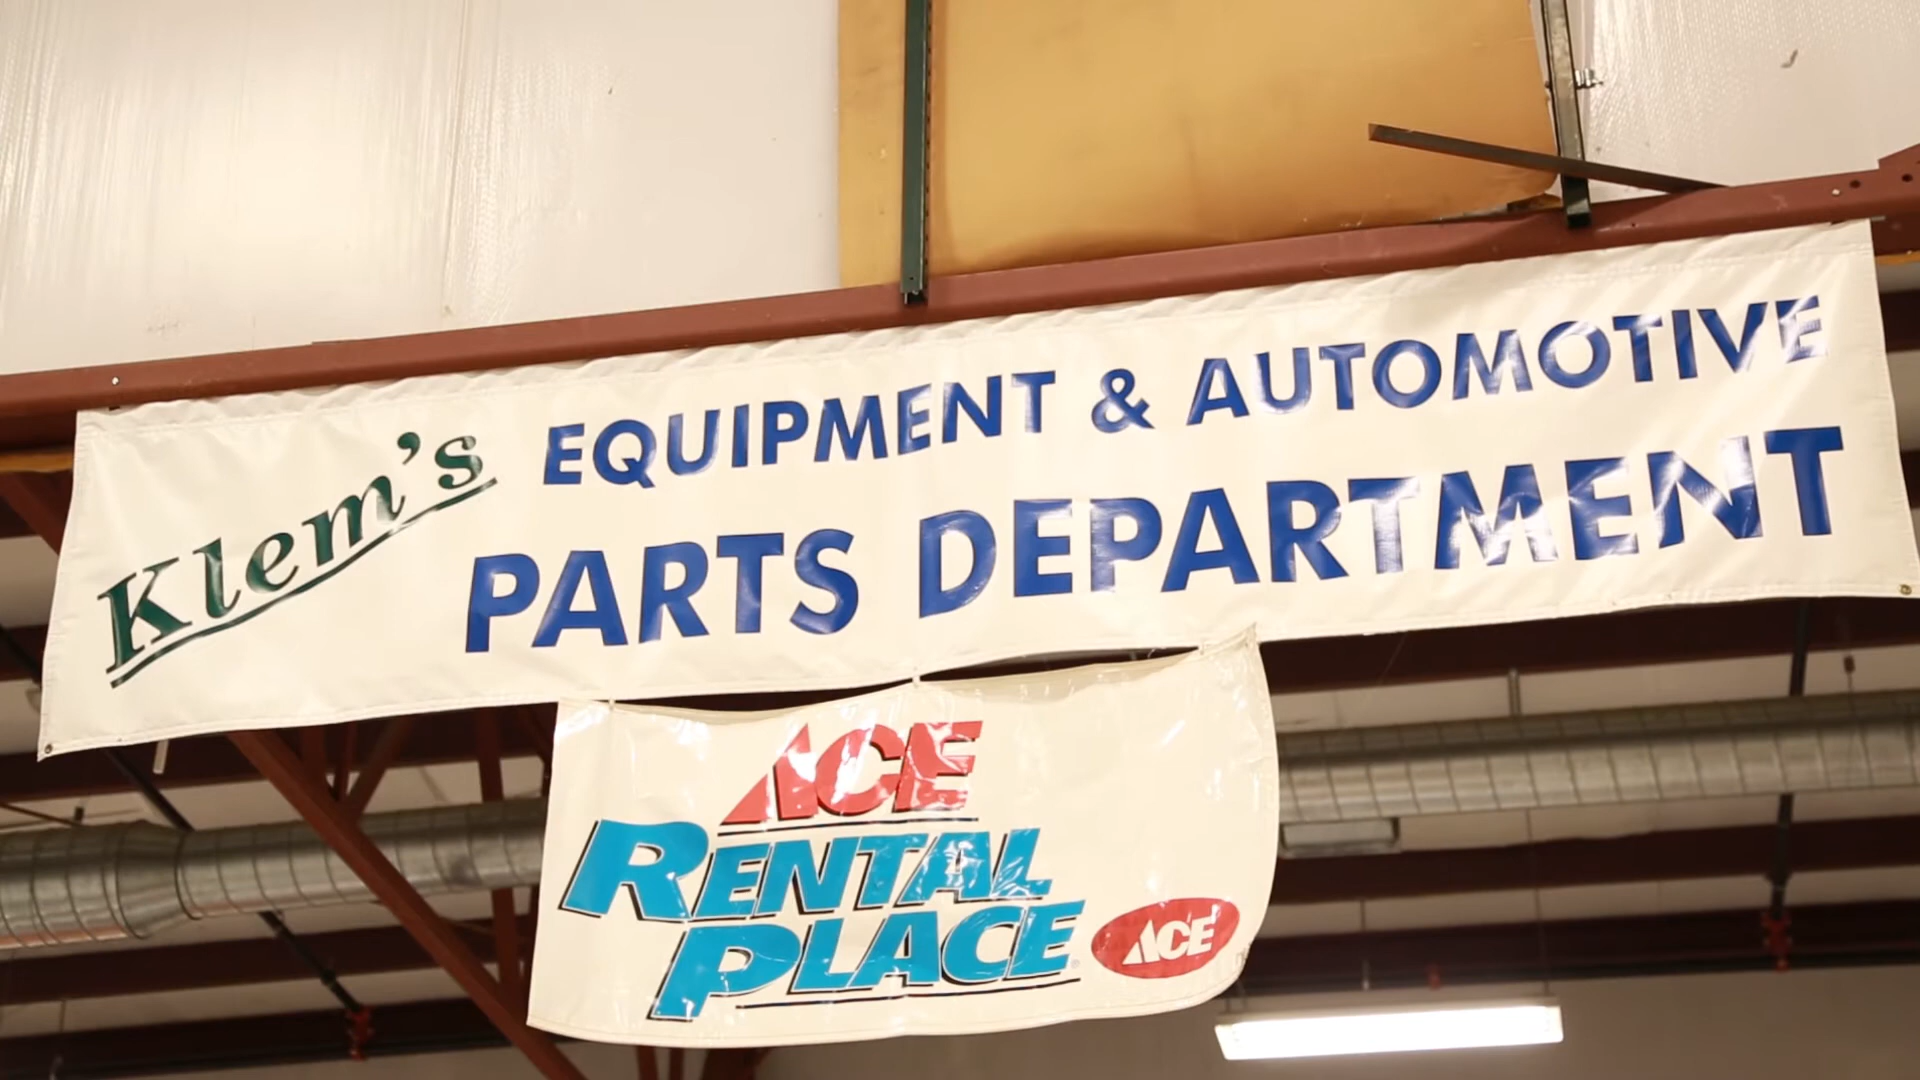 Klem's EQUIPMENT & AUTOMOTIVE
PARTS DEPARTMENT
ACE
RENTAL
PLACE
ACE